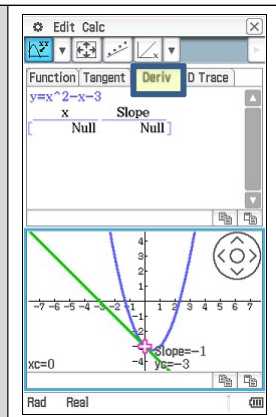 Edit Calc
Function Tangent Deriv D Trace
y=x^2-x-3
x Slope
[ Null Null ]
4
3
2
1
-7 -6 -5 -4 -3 -2 -1 1 2 3 4 5 6 7
-1
-2
-3
-4
Slope=-1
xc=0 yc=-3
Rad Real